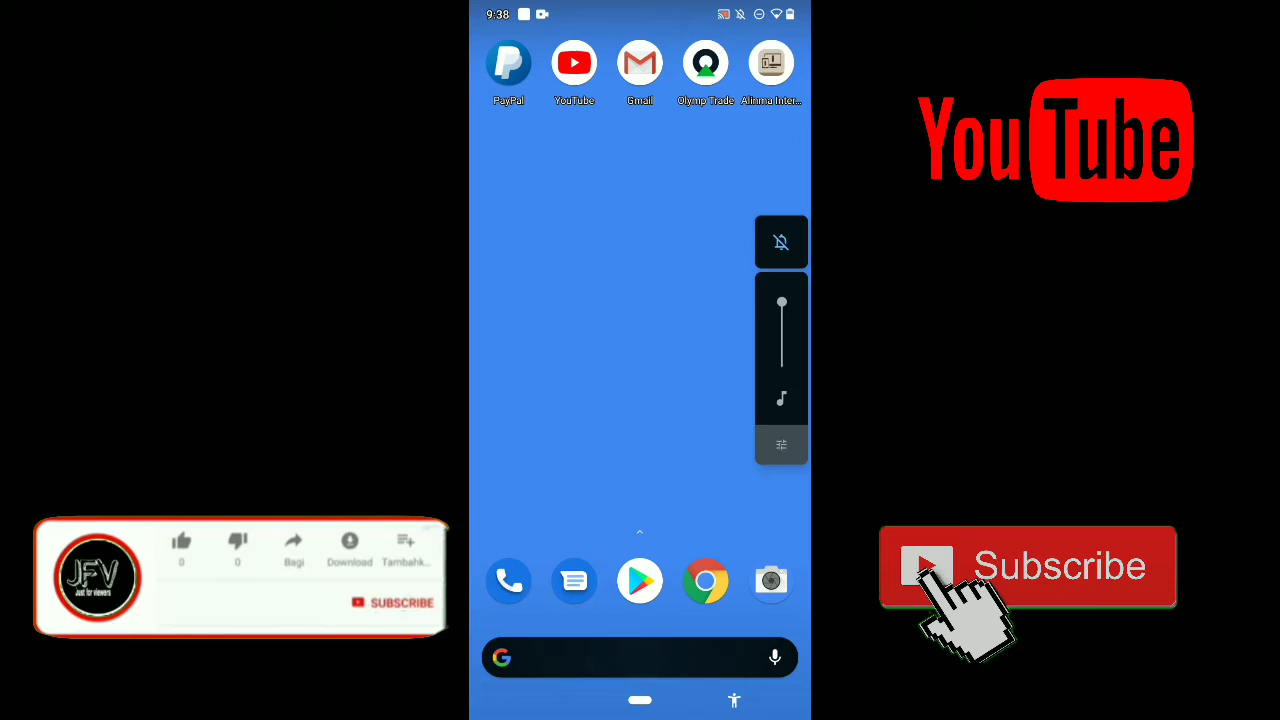 9:38
PayPal
YouTube
Gmail
Olymp Trade
Alinma Inter...
YouTube
JFV
Just for viewers
0
0
Bagi
Download
Tambahk...
SUBSCRIBE
Subscribe
G